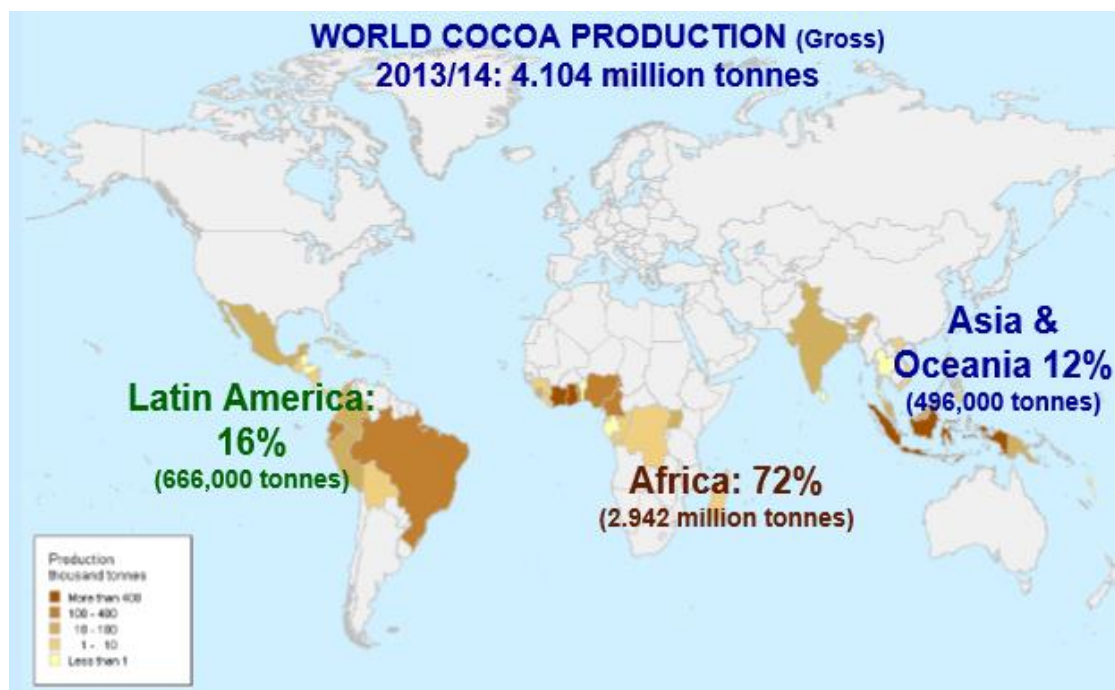 WORLD COCOA PRODUCTION (Gross)
2013/14: 4.104 million tonnes
Asia &
Oceania 12%
(496,000 tonnes)
Latin America:
16%
(666,000 tonnes)
Africa: 72%
(2.942 million tonnes)
Production
thousand tonnes
More than 400
100 - 400
10 - 100
1 - 10
Less than 1